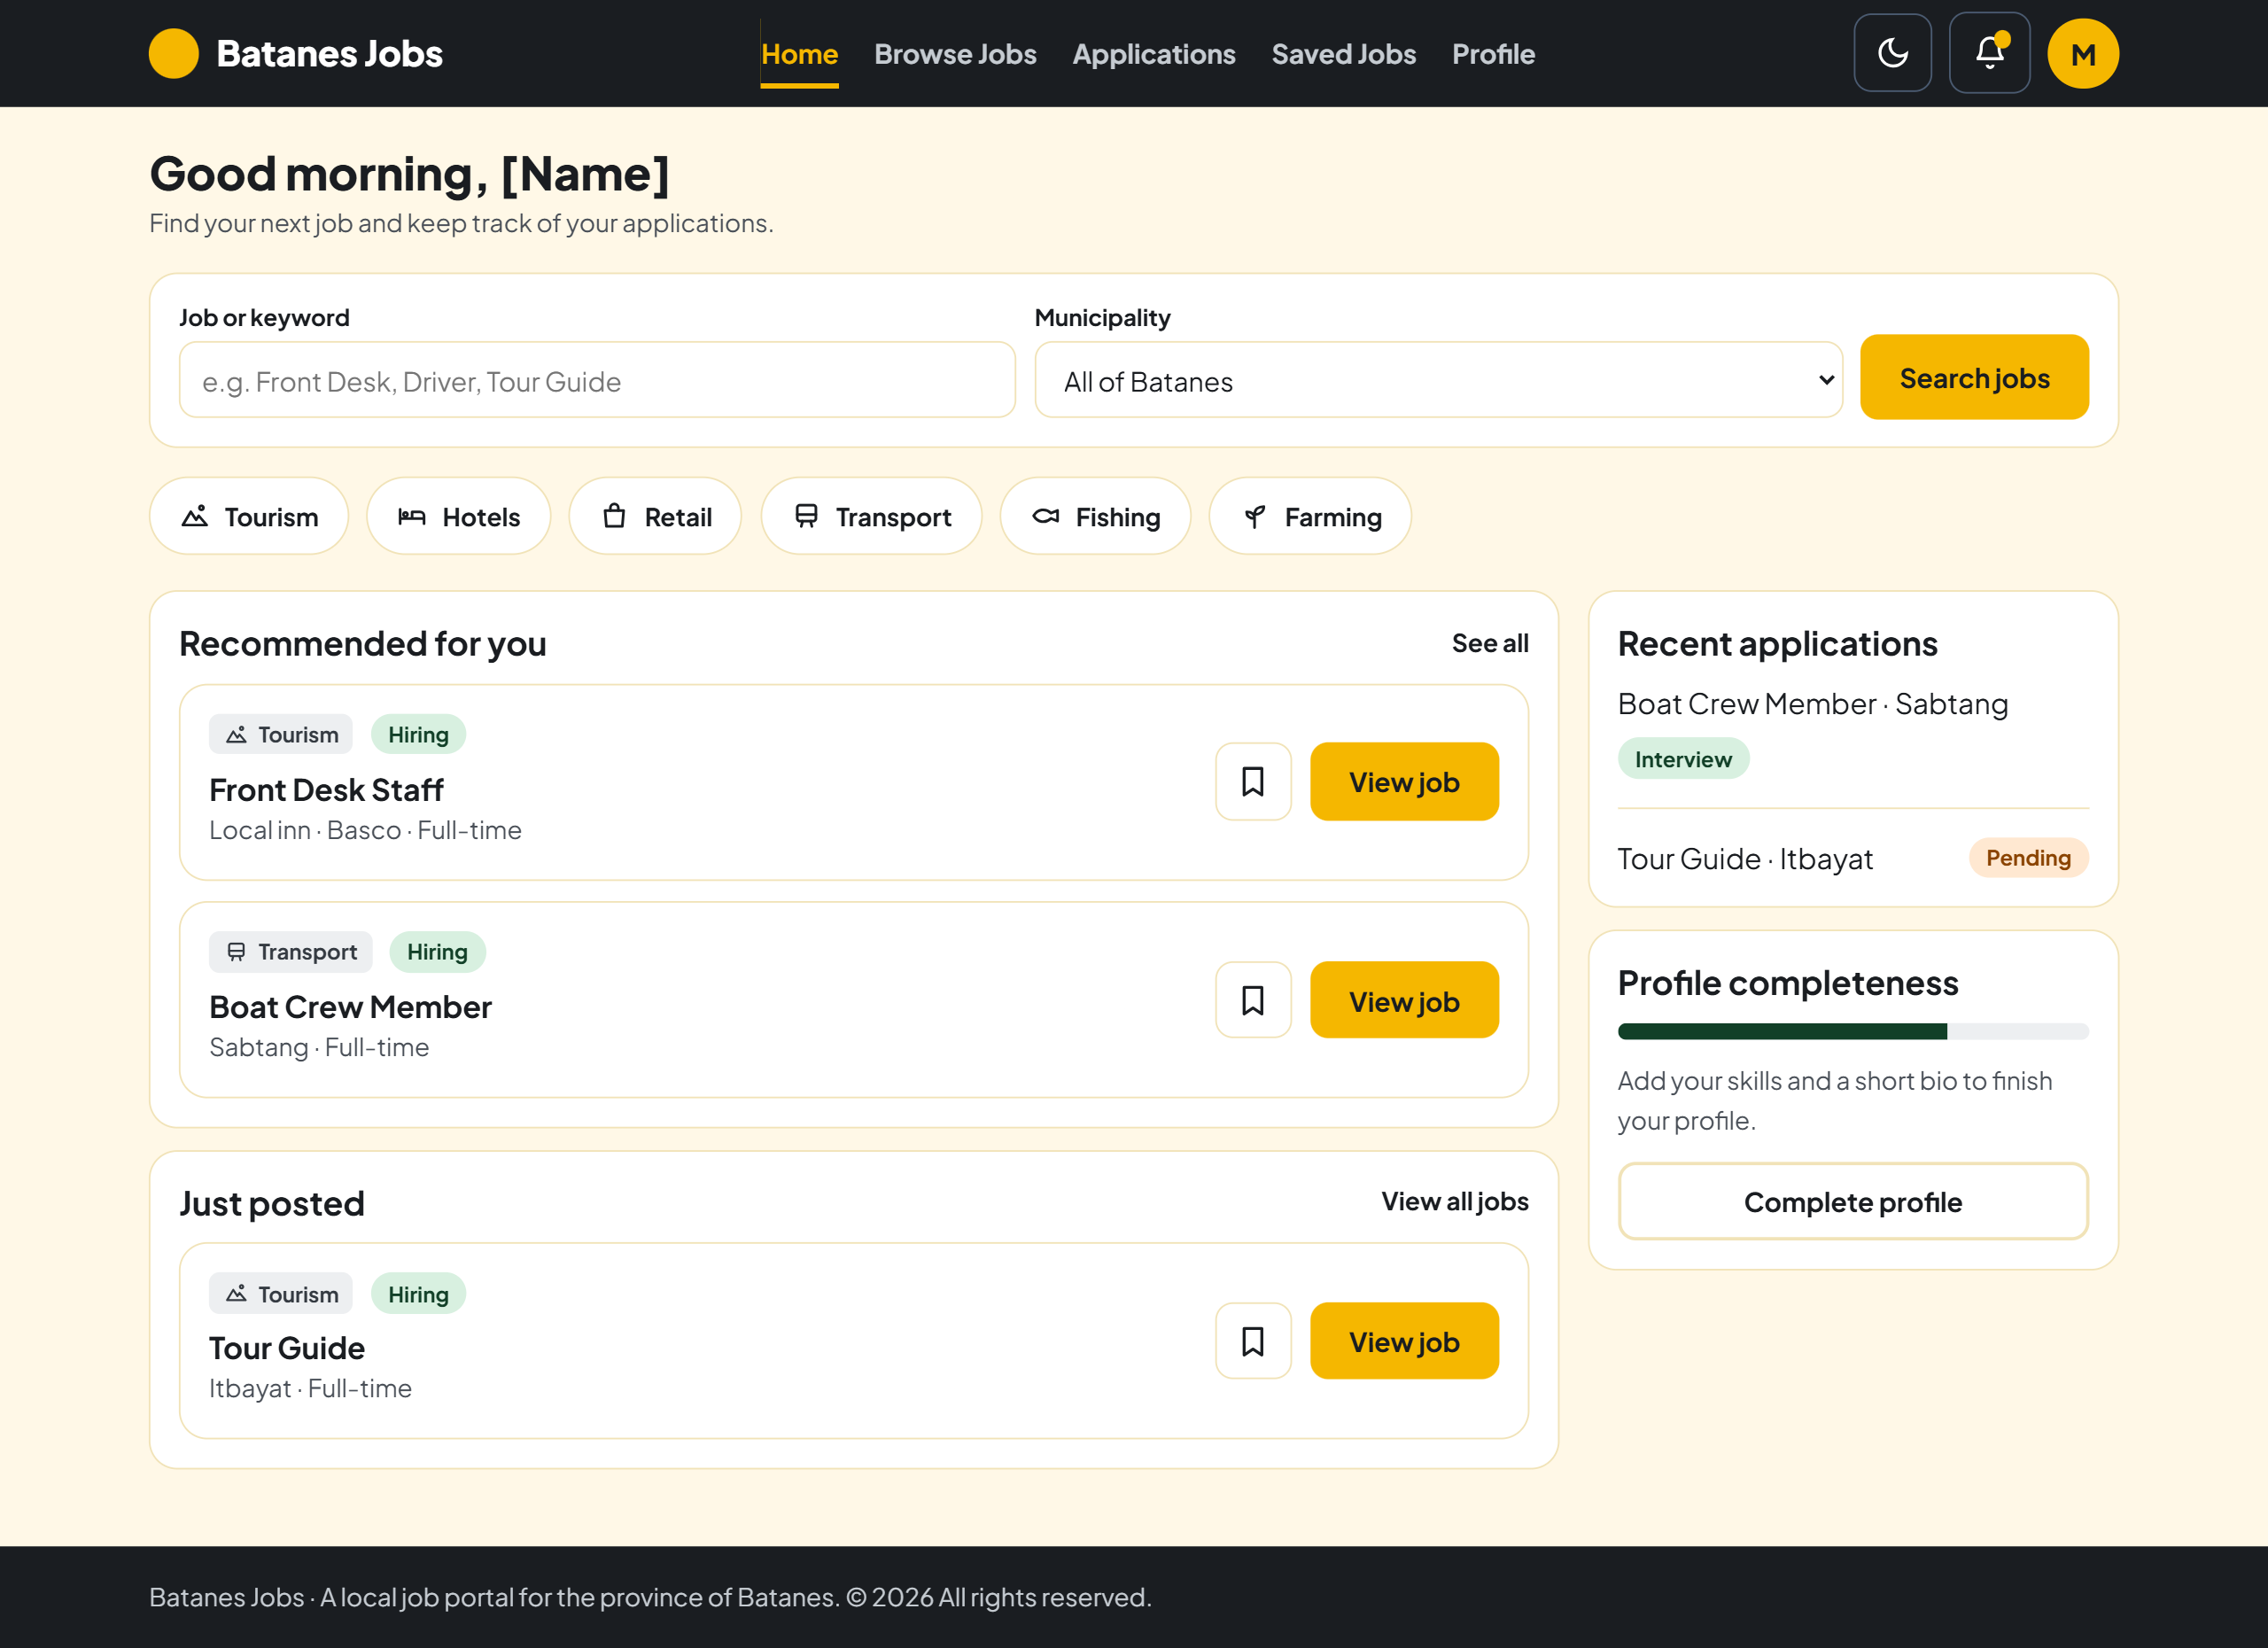 Batanes Jobs
Home
Browse Jobs
Applications
Saved Jobs
Profile
M
Good morning, [Name]
Find your next job and keep track of your applications.
Job or keyword
e.g. Front Desk, Driver, Tour Guide
Municipality
All of Batanes
Search jobs
Tourism
Hotels
Retail
Transport
Fishing
Farming
Recommended for you
See all
Tourism
Hiring
Front Desk Staff
Local inn · Basco · Full-time
View job
Transport
Hiring
Boat Crew Member
Sabtang · Full-time
View job
Just posted
View all jobs
Tourism
Hiring
Tour Guide
Itbayat · Full-time
View job
Recent applications
Boat Crew Member · Sabtang
Interview
Tour Guide · Itbayat
Pending
Profile completeness
Add your skills and a short bio to finish
your profile.
Complete profile
Batanes Jobs · A local job portal for the province of Batanes. © 2026 All rights reserved.